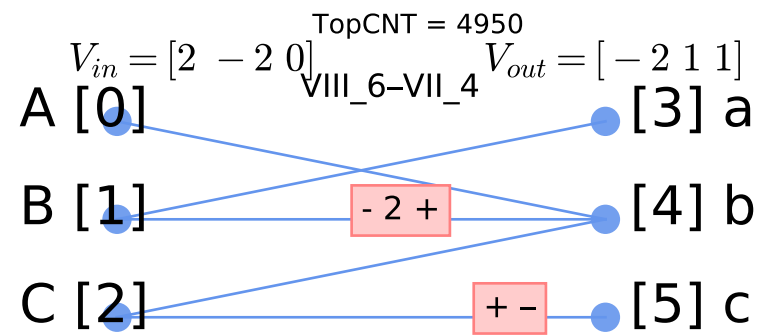 TopCNT = 4950
V_in = [2 − 2 0] V_out = [ − 2 1 1]
VIII_6–VII_4
A [0] [3] a
B [1] - 2 + [4] b
C [2] + – [5] c